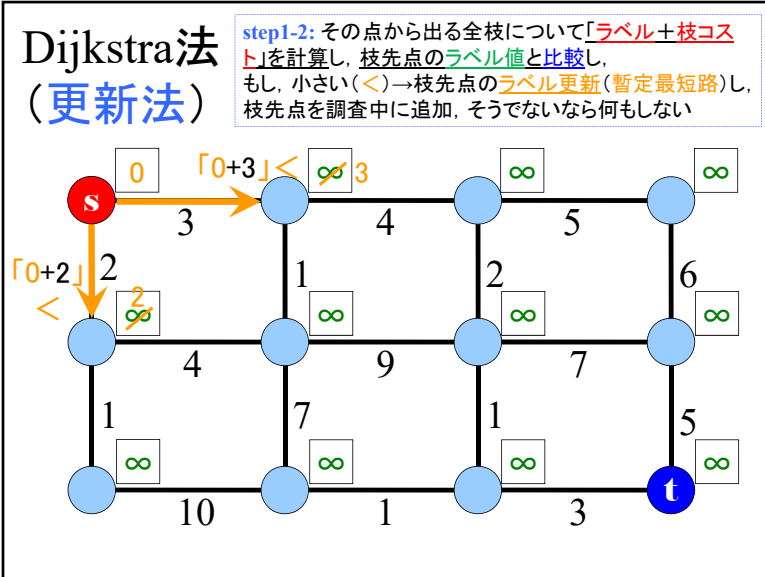 Dijkstra法
(更新法)
step1-2: その点から出る全枝について「ラベル+枝コス
ト」を計算し，枝先点のラベル値と比較し，
もし，小さい(<)→枝先点のラベル更新(暫定最短路)し，
枝先点を調査中に追加，そうでないなら何もしない
0 「0+3」< ∞ 3 ∞ ∞
s 3 4 5
「0+2」 2 1 2 6
< 2
∞ ∞ ∞ ∞
4 9 7
1 7 1 5
∞ ∞ ∞ ∞
t
10 1 3